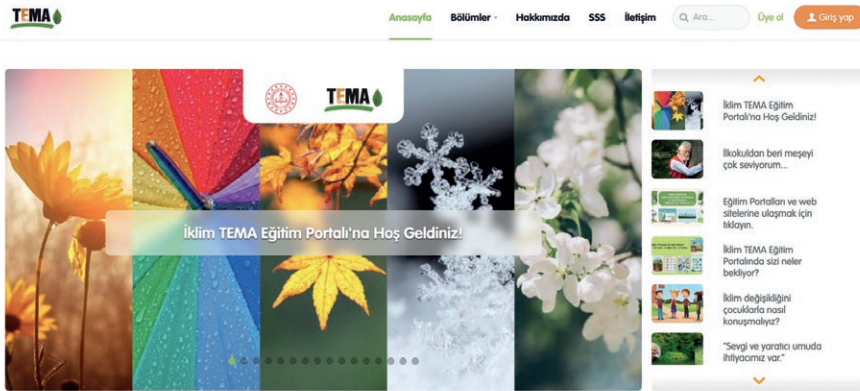 TEMA
Anasayfa
Bölümler
Hakkımızda
SSS
İletişim
Ara...
Üye ol
Giriş yap
TEMA
İklim TEMA Eğitim Portalı'na Hoş Geldiniz!
İklim TEMA Eğitim
Portalı'na Hoş Geldiniz!
İlkokuldan beri meşeyi
çok seviyorum...
Eğitim Portalları ve web
sitelerine ulaşmak için
tıklayın.
İklim TEMA Eğitim
Portalında sizi neler
bekliyor?
İklim değişikliğini
çocuklarla nasıl
konuşmalıyız?
"Sevgi ve yaratıcı umuda
ihtiyacımız var."